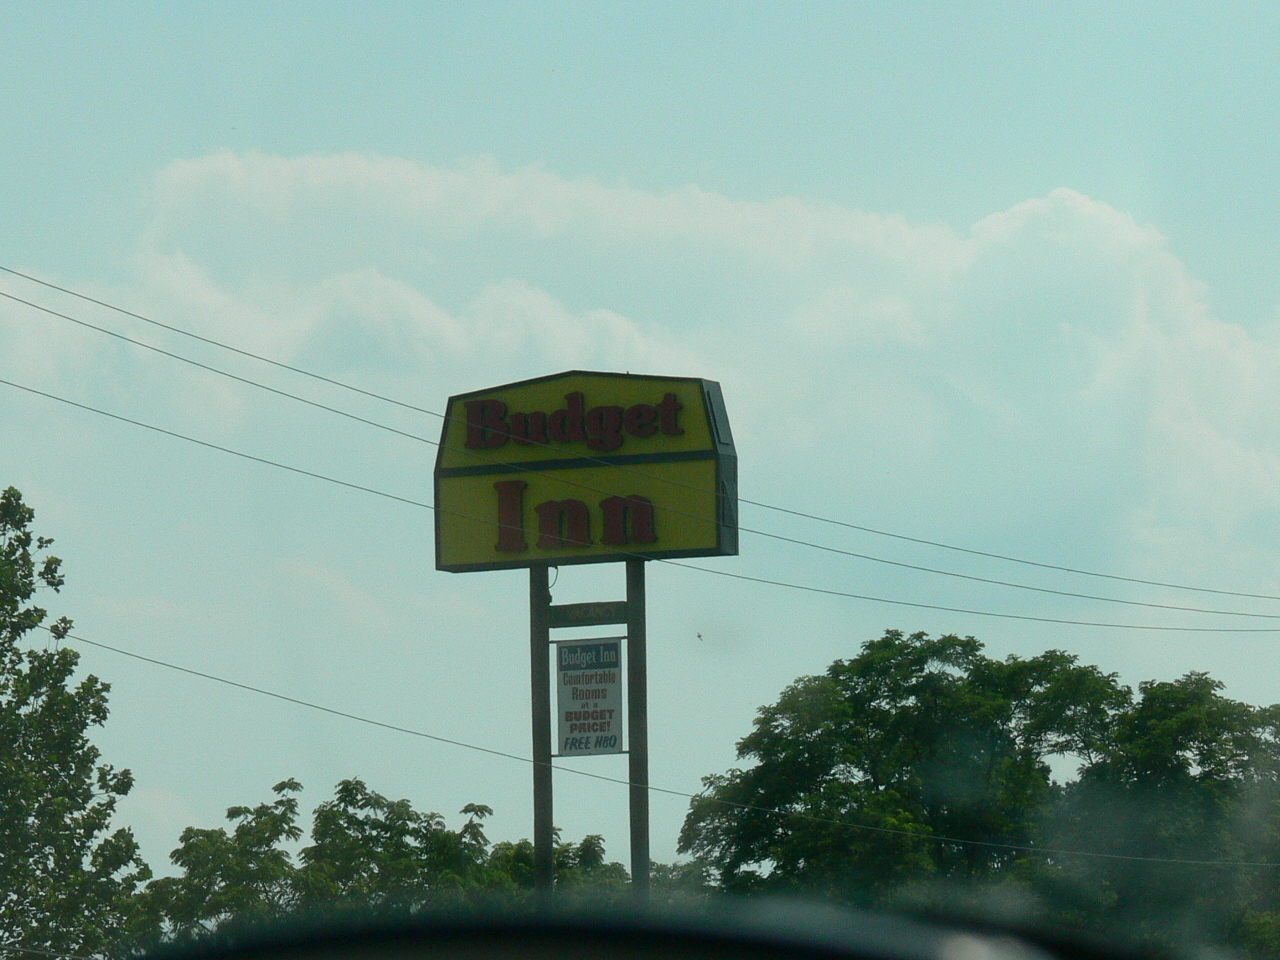 Budget
Inn
Budget Inn
Comfortable
Rooms
at a
BUDGET
PRICE!
FREE HBO